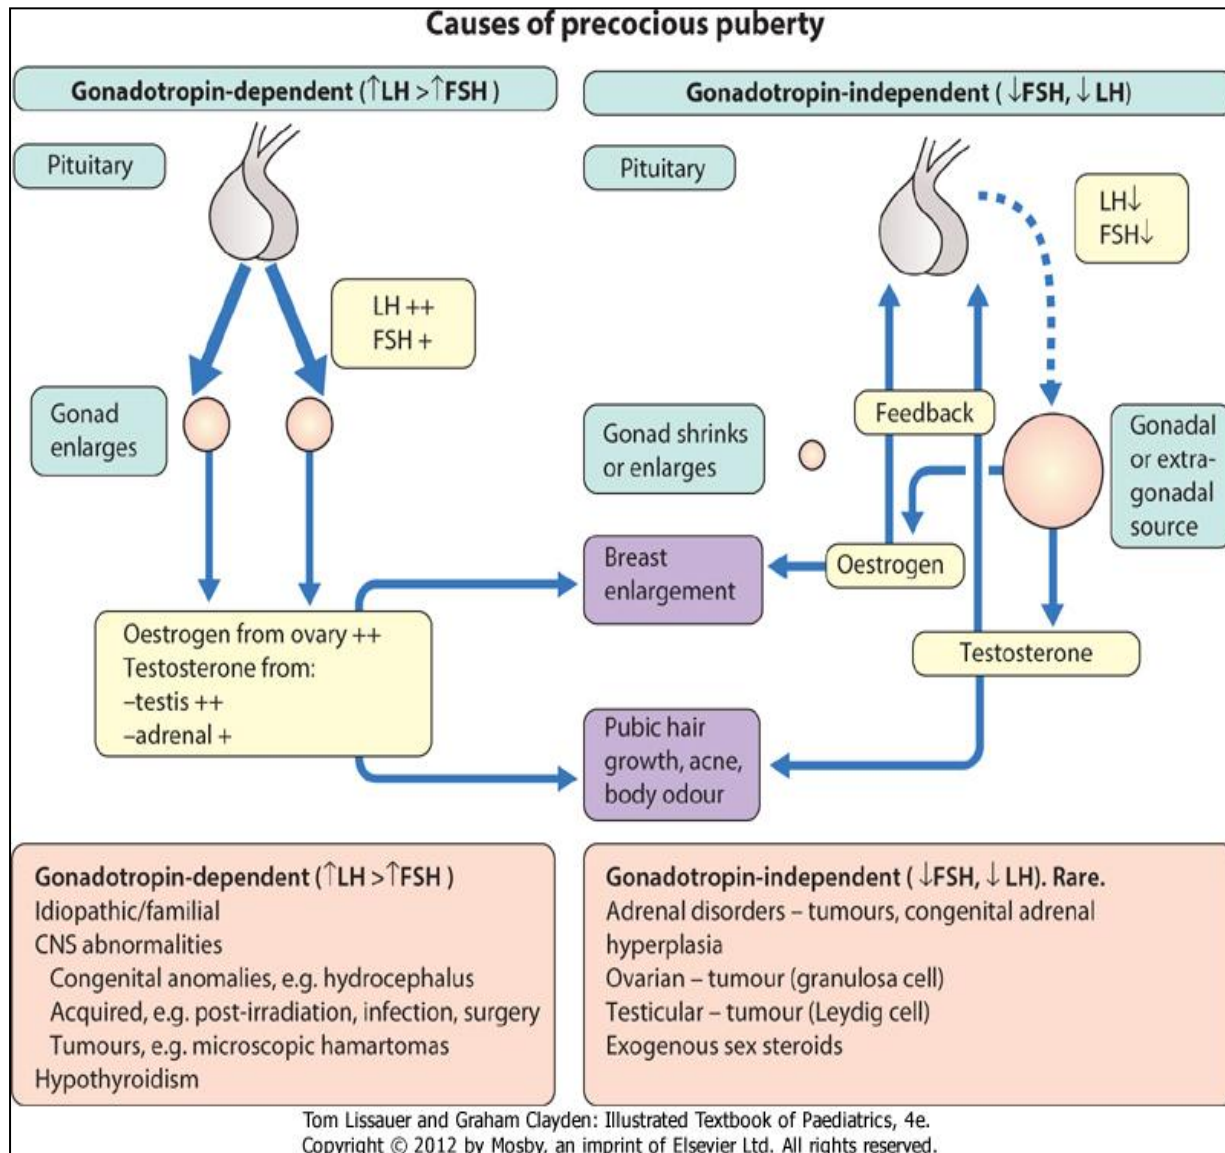 Causes of precocious puberty
Gonadotropin-dependent (↑LH >↑FSH )
Pituitary
LH ++
FSH +
Gonad
enlarges
Oestrogen from ovary ++
Testosterone from:
–testis ++
–adrenal +
Gonadotropin-independent ( ↓FSH, ↓ LH)
Pituitary
LH↓
FSH↓
Feedback
Gonad shrinks
or enlarges
Gonadal
or extra-
gonadal
source
Breast
enlargement
Oestrogen
Testosterone
Pubic hair
growth, acne,
body odour
Gonadotropin-dependent (↑LH >↑FSH )
Idiopathic/familial
CNS abnormalities
Congenital anomalies, e.g. hydrocephalus
Acquired, e.g. post-irradiation, infection, surgery
Tumours, e.g. microscopic hamartomas
Hypothyroidism
Gonadotropin-independent ( ↓FSH, ↓ LH). Rare.
Adrenal disorders – tumours, congenital adrenal
hyperplasia
Ovarian – tumour (granulosa cell)
Testicular – tumour (Leydig cell)
Exogenous sex steroids
Tom Lissauer and Graham Clayden: Illustrated Textbook of Paediatrics, 4e.
Copyright © 2012 by Mosby, an imprint of Elsevier Ltd. All rights reserved.